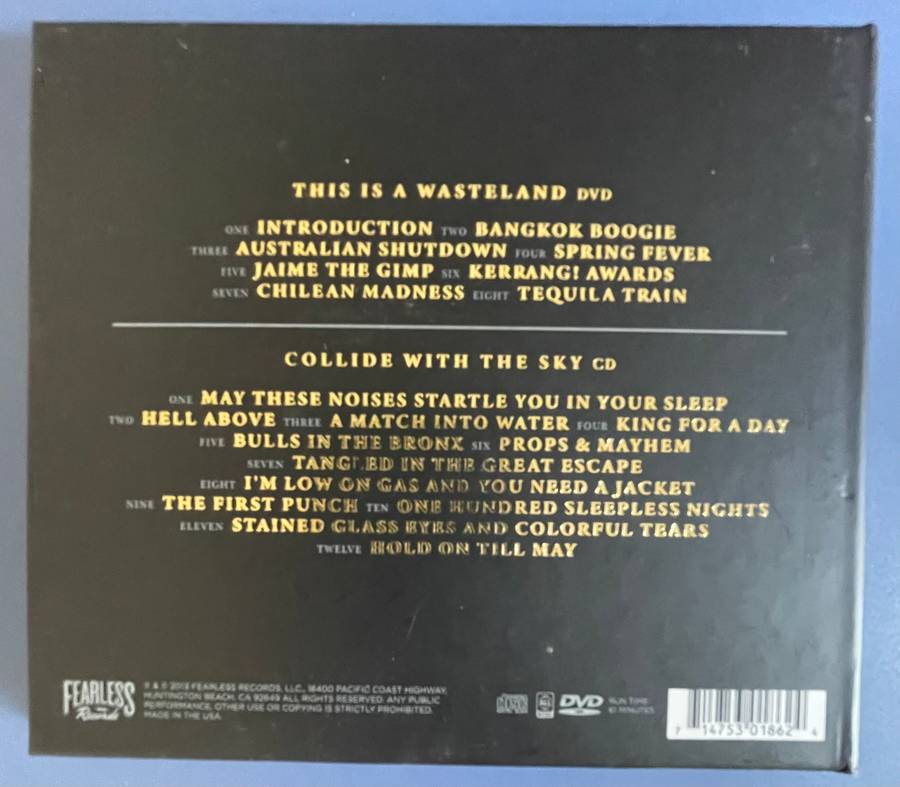 THIS IS A WASTELAND DVD
ONE INTRODUCTION TWO BANGKOK BOOGIE
THREE AUSTRALIAN SHUTDOWN FOUR SPRING FEVER
FIVE JAIME THE GIMP SIX KERRANG! AWARDS
SEVEN CHILEAN MADNESS EIGHT TEQUILA TRAIN
COLLIDE WITH THE SKY CD
ONE MAY THESE NOISES STARTLE YOU IN YOUR SLEEP
TWO HELL ABOVE THREE A MATCH INTO WATER FOUR KING FOR A DAY
FIVE BULLS IN THE BRONX SIX PROPS & MAYHEM
SEVEN TANGLED IN THE GREAT ESCAPE
EIGHT I'M LOW ON GAS AND YOU NEED A JACKET
NINE THE FIRST PUNCH TEN ONE HUNDRED SLEEPLESS NIGHTS
ELEVEN STAINED GLASS EYES AND COLORFUL TEARS
TWELVE HOLD ON TILL MAY
FEARLESS Records
℗ & © 2013 FEARLESS RECORDS, LLC., 16400 PACIFIC COAST HIGHWAY,
HUNTINGTON BEACH, CA 92649 ALL RIGHTS RESERVED. ANY PUBLIC
PERFORMANCE, OTHER USE OR COPYING IS STRICTLY PROHIBITED.
MADE IN THE USA
DVD
RUN TIME:
61 MINUTES
7 14753 01862 4